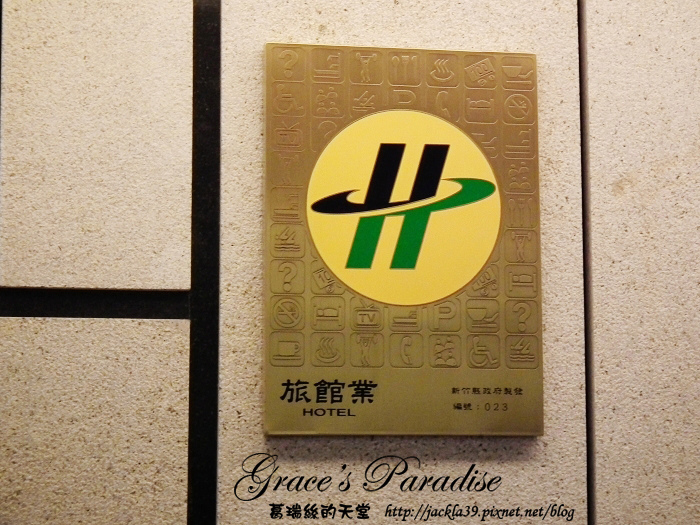 旅館業
HOTEL
新竹縣政府製發
編號：023
Grace's Paradise
葛瑞絲的天堂 http://jackla39.pixnet.net/blog